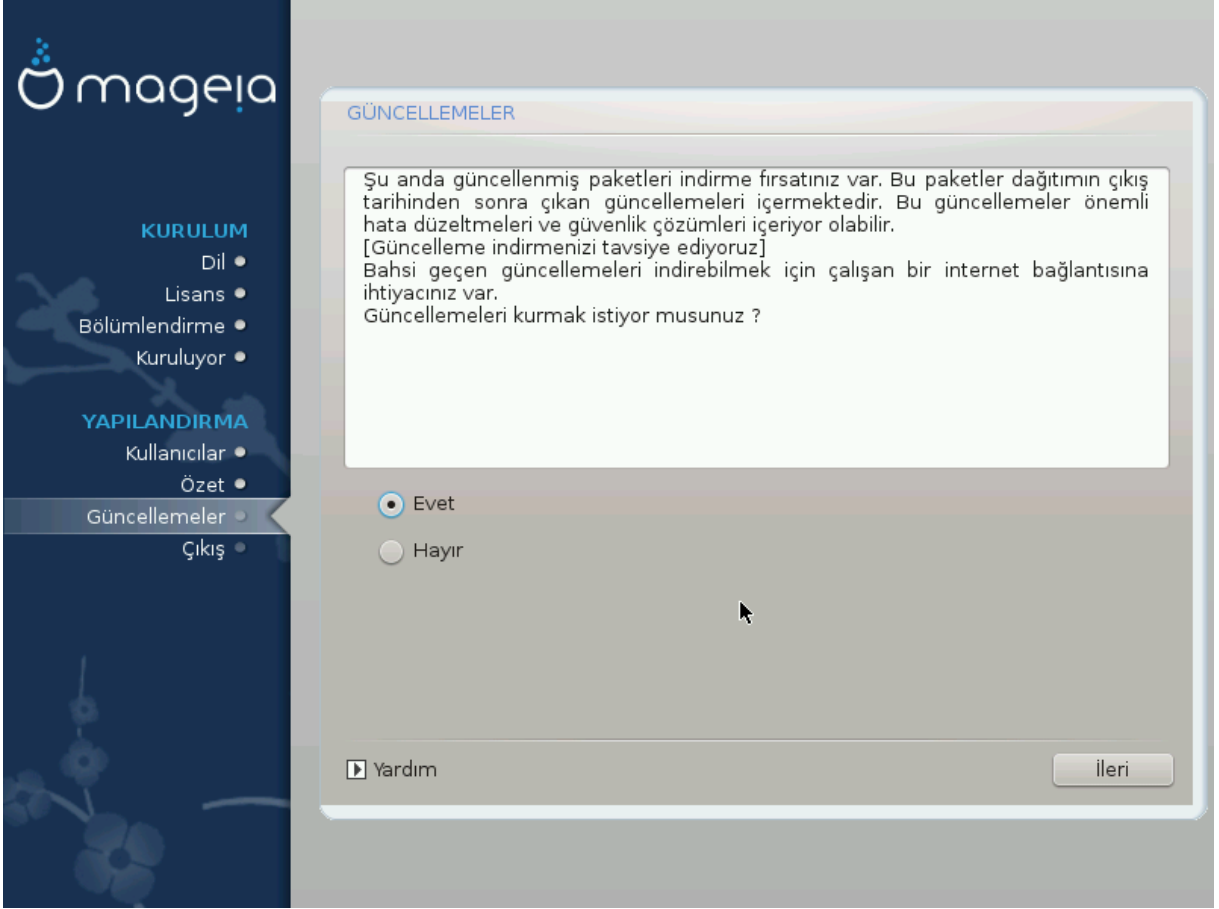 mageia
KURULUM
Dil
Lisans
Bölümlendirme
Kuruluyor
YAPILANDIRMA
Kullanıcılar
Özet
Güncellemeler
Çıkış
GÜNCELLEMELER
Şu anda güncellenmiş paketleri indirme fırsatınız var. Bu paketler dağıtımın çıkış
tarihinden sonra çıkan güncellemeleri içermektedir. Bu güncellemeler önemli
hata düzeltmeleri ve güvenlik çözümleri içeriyor olabilir.
[Güncelleme indirmenizi tavsiye ediyoruz]
Bahsi geçen güncellemeleri indirebilmek için çalışan bir internet bağlantısına
ihtiyacınız var.
Güncellemeleri kurmak istiyor musunuz ?
Evet
Hayır
Yardım
İleri